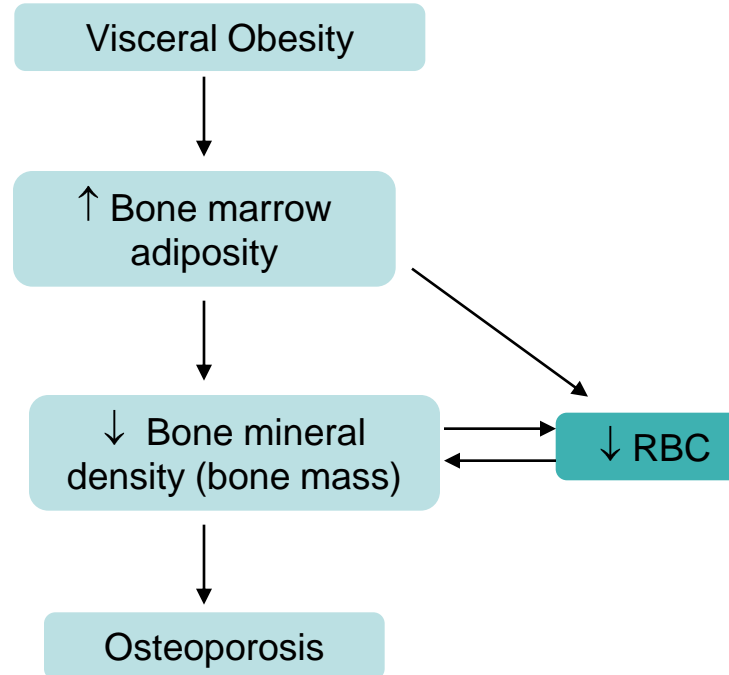 Visceral Obesity
↑ Bone marrow
adiposity
↓ Bone mineral
density (bone mass)
↓ RBC
Osteoporosis